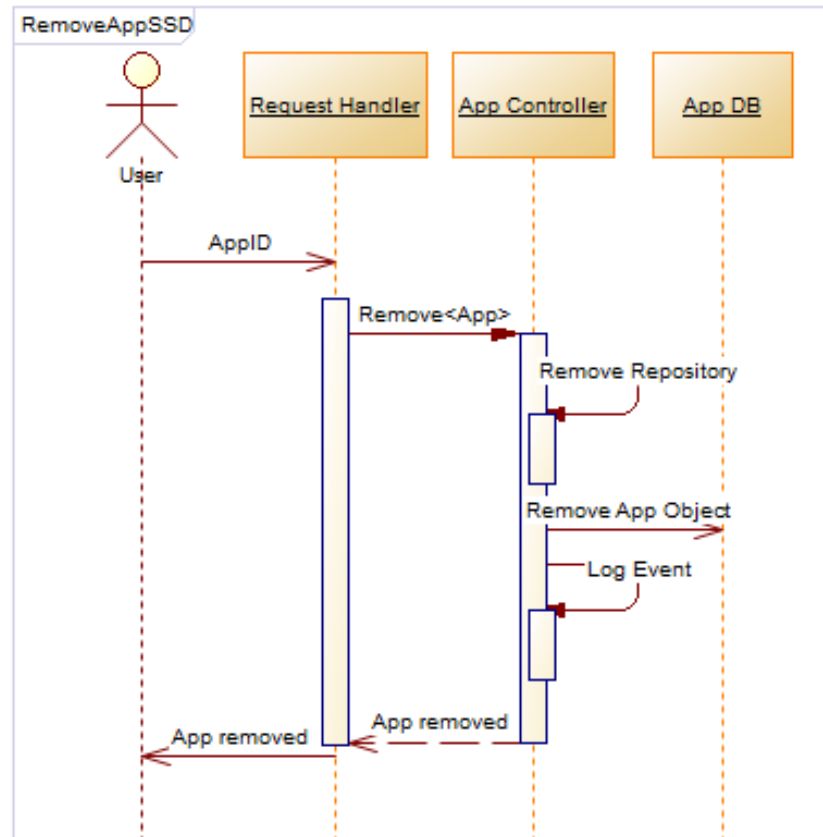 RemoveAppSSD
Request Handler
App Controller
App DB
User
AppID
Remove<App>
Remove Repository
Remove App Object
Log Event
App removed
App removed